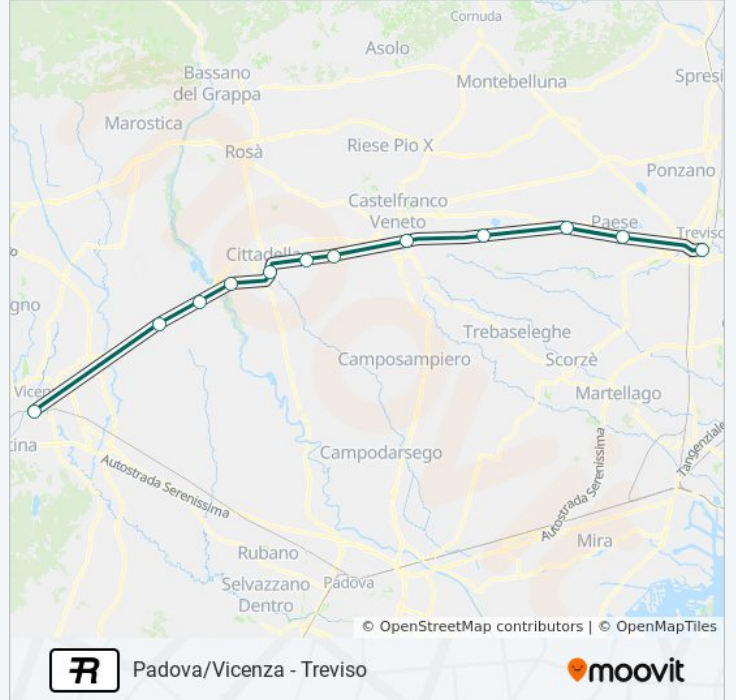 Cornuda
Asolo
Bassano
del Grappa
Montebelluna
Spresi
Marostica
Rosà
Riese Pio X
Ponzano
Castelfranco
Veneto
Paese
Treviso
Cittadella
gno
Trebaseleghe
Camposampiero
Scorzè
Vicen
Martellago
tina
Campodarsego
Autostrada Serenissima
Autostrada Serenissima
Tangenziale
Mira
Rubano
Selvazzano
Dentro
Padova
© OpenStreetMap contributors | © OpenMapTiles
R Padova/Vicenza - Treviso moovit